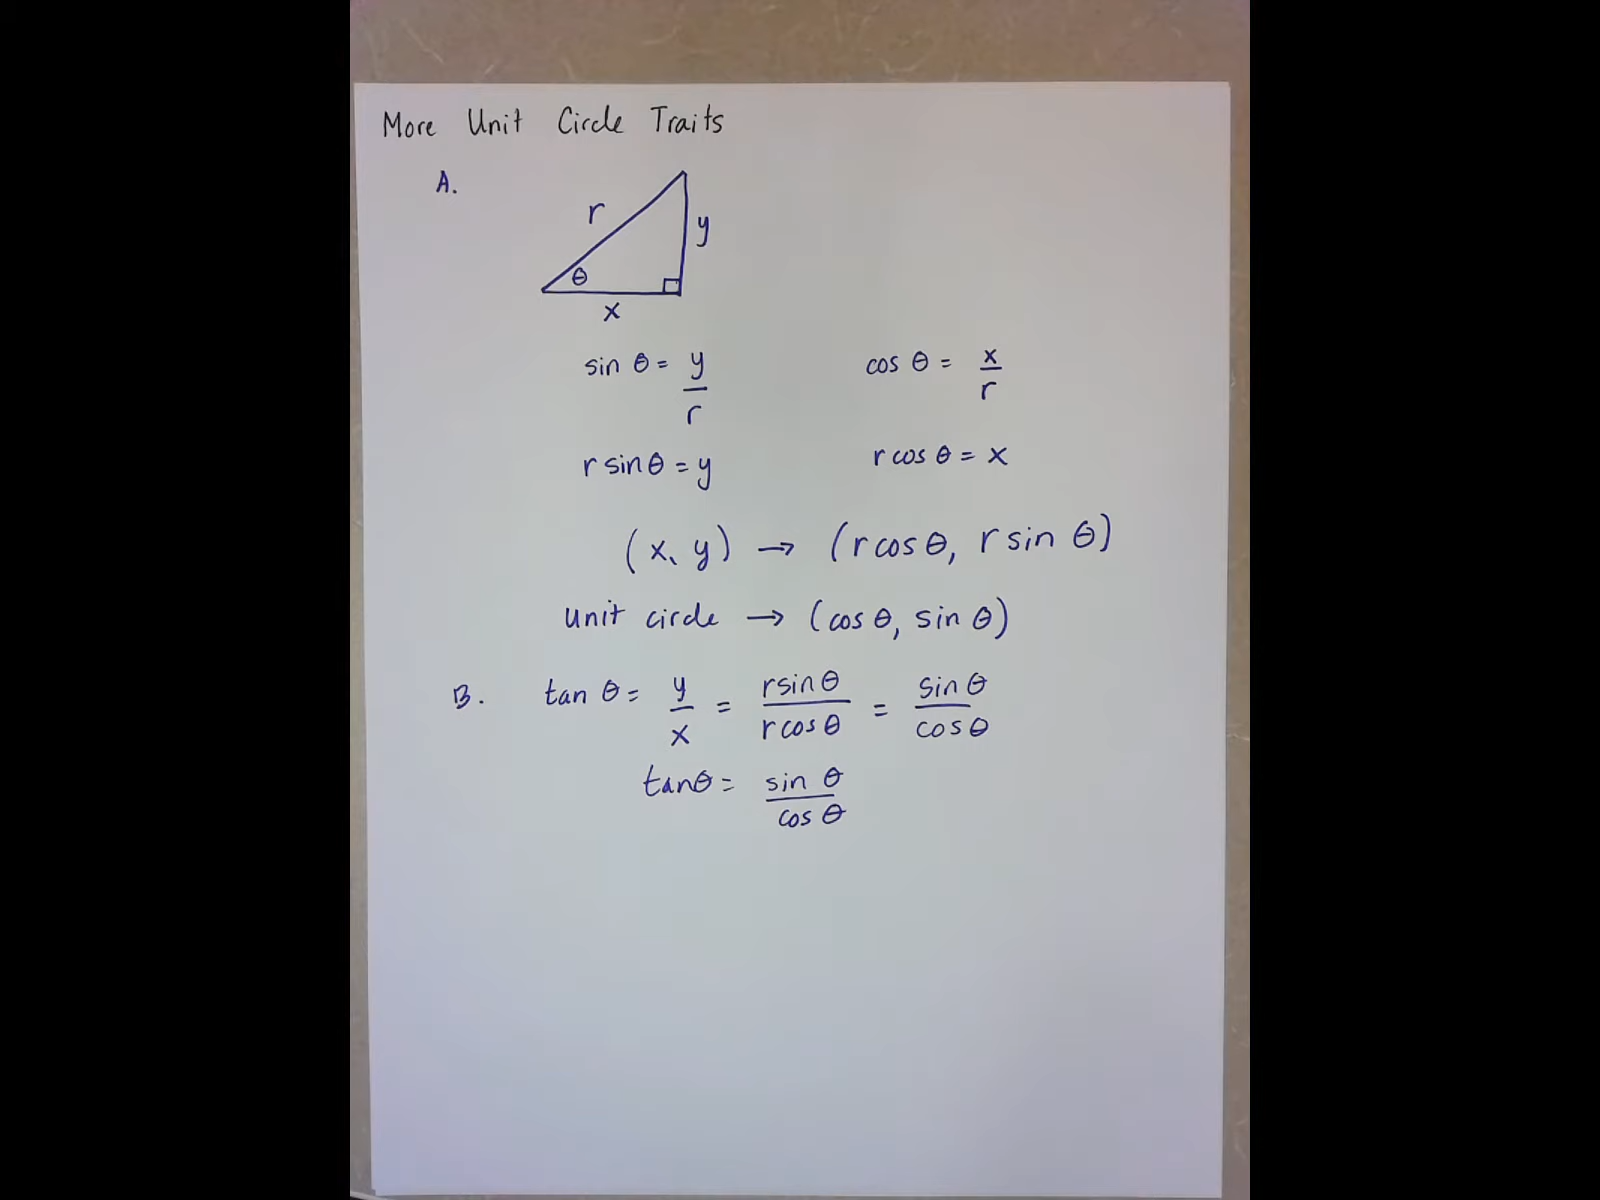 More Unit Circle Traits
A.
r
y
θ
x
sin θ = y/r
cos θ = x/r
r sin θ = y
r cos θ = x
(x, y) → (r cos θ, r sin θ)
unit circle → (cos θ, sin θ)
B. tan θ = y/x = r sin θ/r cos θ = sin θ/cos θ
tan θ = sin θ/cos θ